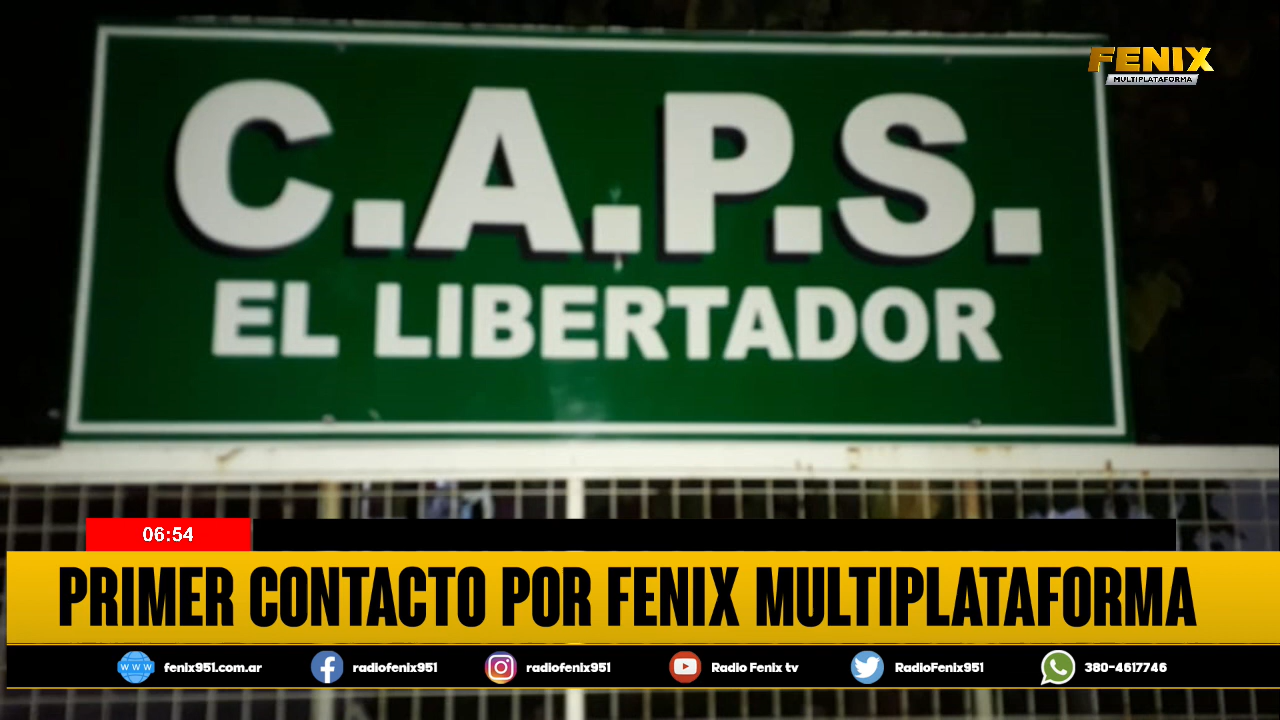 FENIX
MULTIPLATAFORMA
C.A.P.S.
EL LIBERTADOR
06:54
PRIMER CONTACTO POR FENIX MULTIPLATAFORMA
WWW fenix951.com.ar radiofenix951 radiofenix951 Radio Fenix tv RadioFenix951 380-4617746